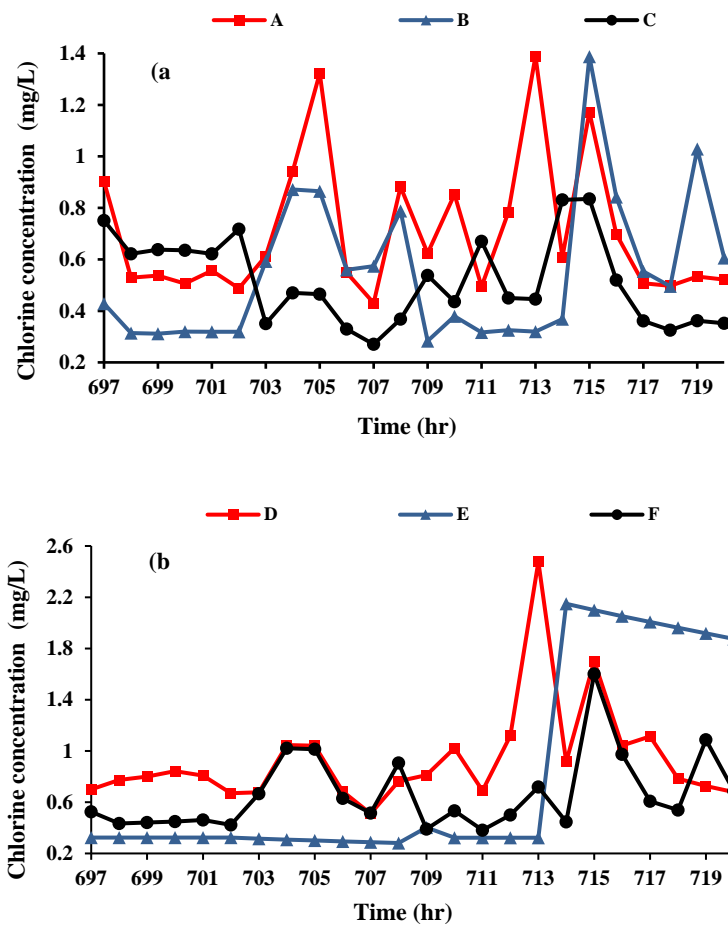 A B C
(a
Chlorine concentration (mg/L)
1.4
1.2
1
0.8
0.6
0.4
0.2
697 699 701 703 705 707 709 711 713 715 717 719
Time (hr)
D E F
(b
Chlorine concentration (mg/L)
2.6
2.2
1.8
1.4
1
0.6
0.2
697 699 701 703 705 707 709 711 713 715 717 719
Time (hr)